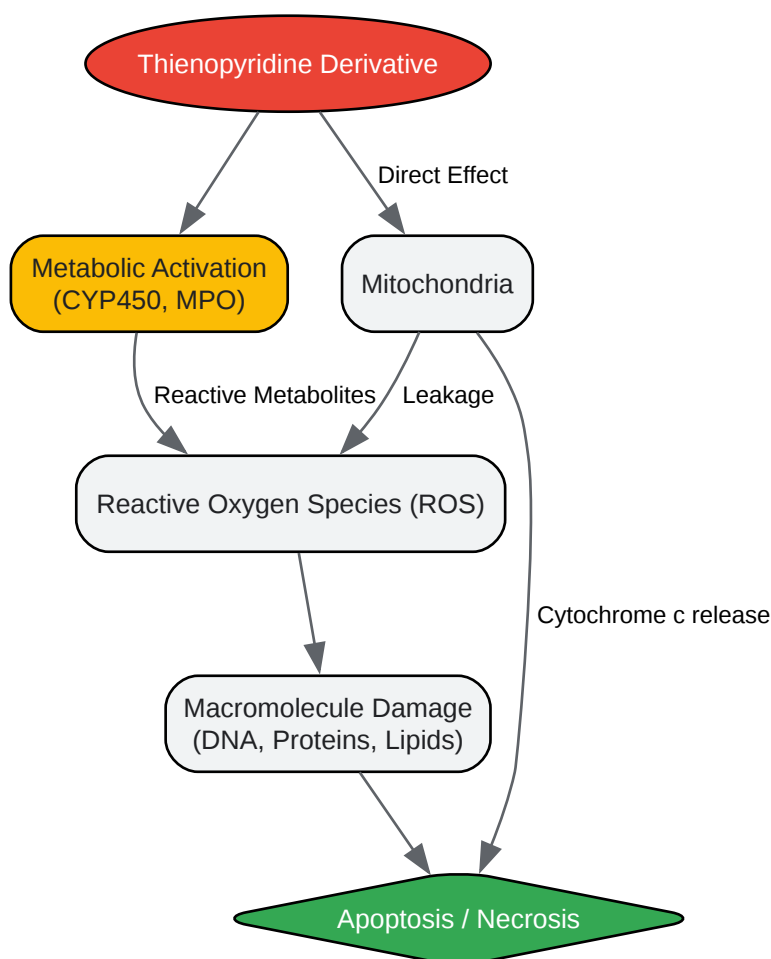 Thienopyridine Derivative
Direct Effect
Metabolic Activation
(CYP450, MPO)
Mitochondria
Reactive Metabolites
Leakage
Reactive Oxygen Species (ROS)
Cytochrome c release
Macromolecule Damage
(DNA, Proteins, Lipids)
Apoptosis / Necrosis